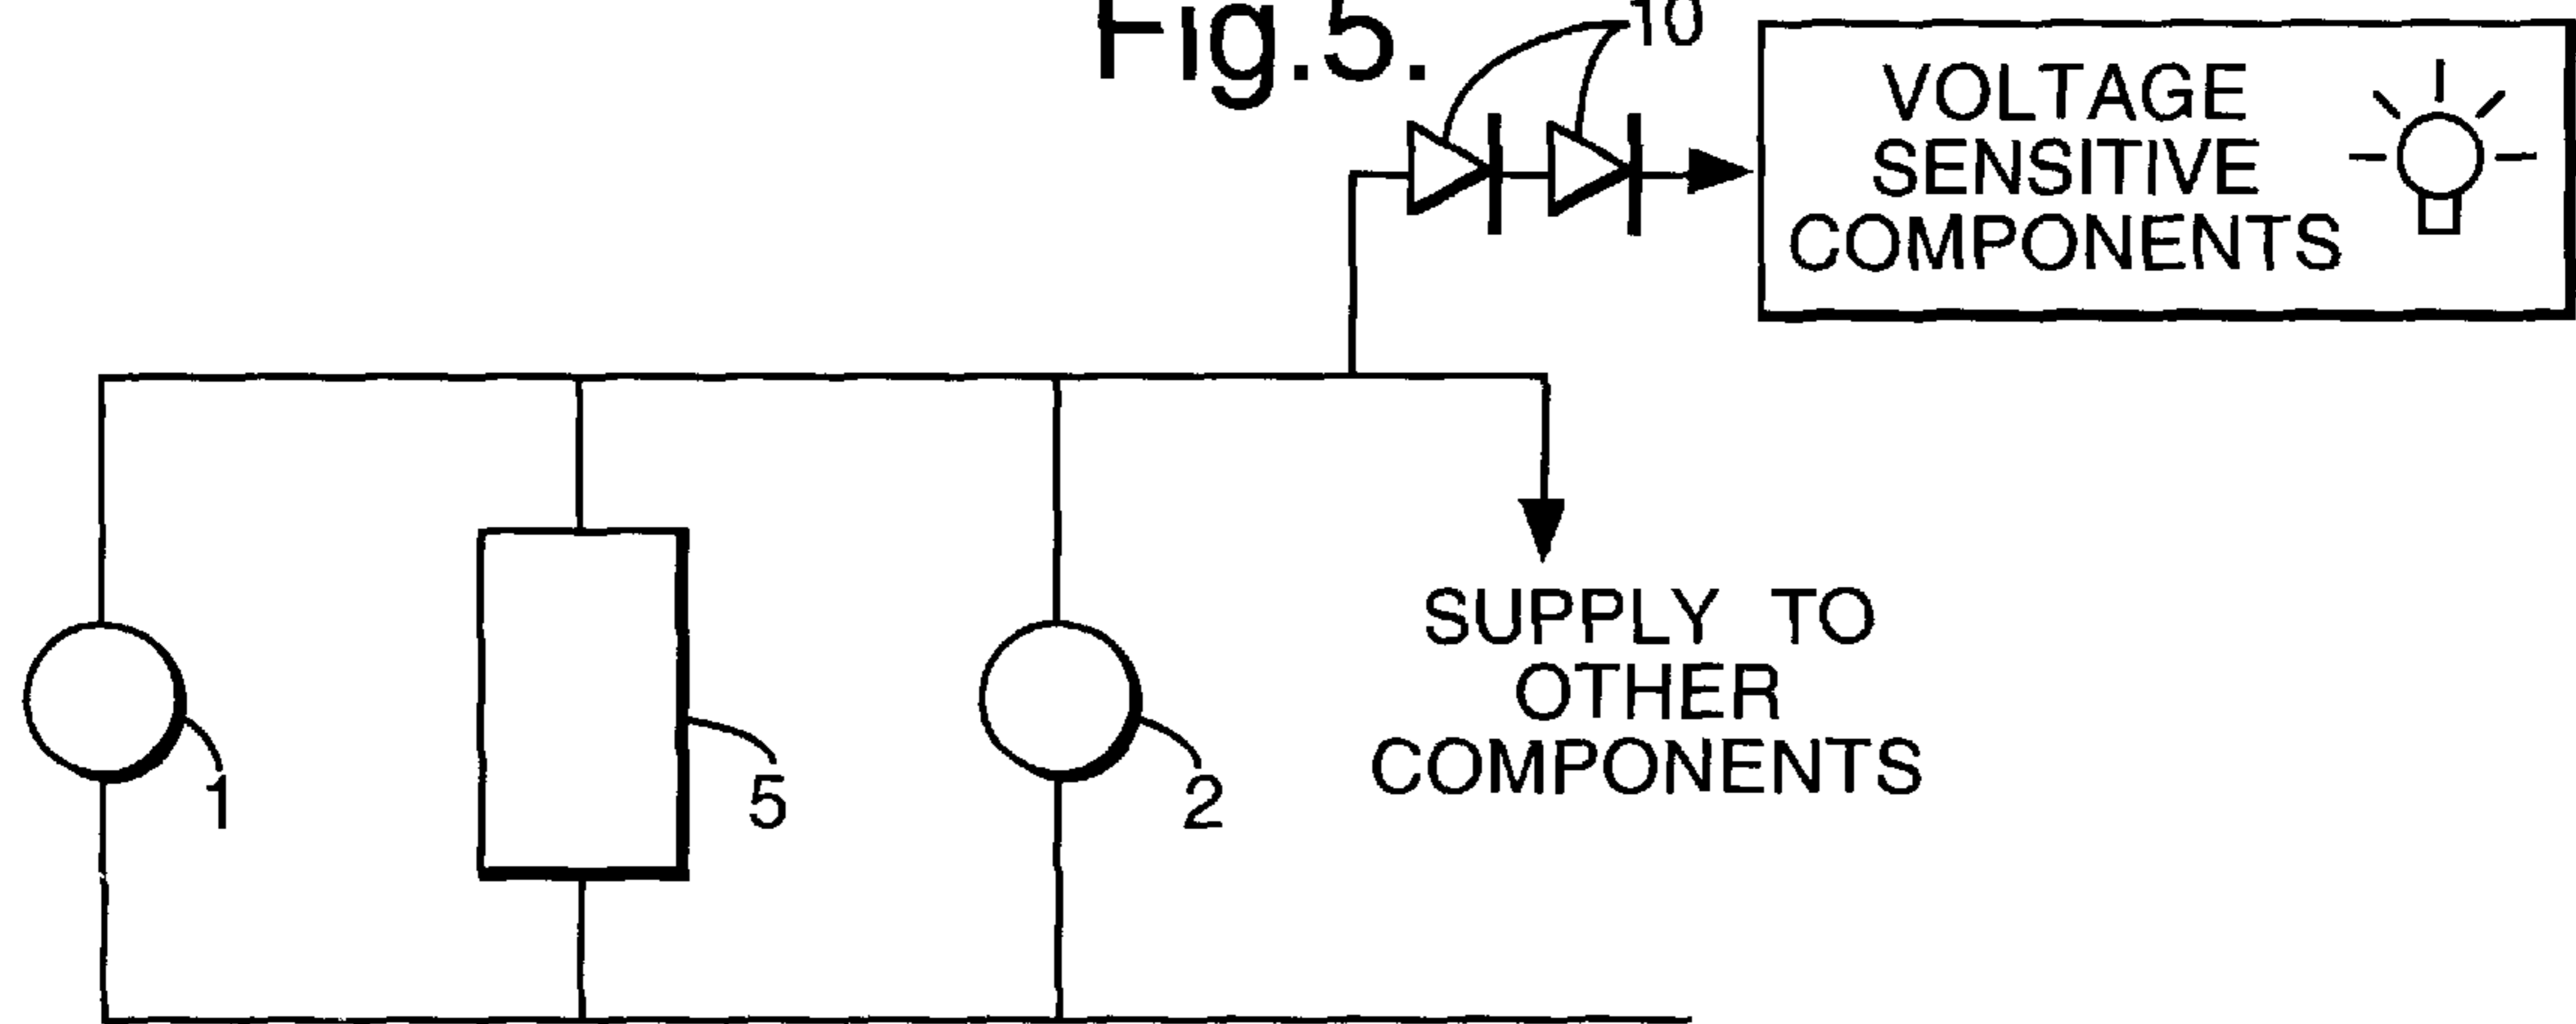 Fig.5.
10
VOLTAGE
SENSITIVE
COMPONENTS
SUPPLY TO
OTHER
COMPONENTS
1
5
2